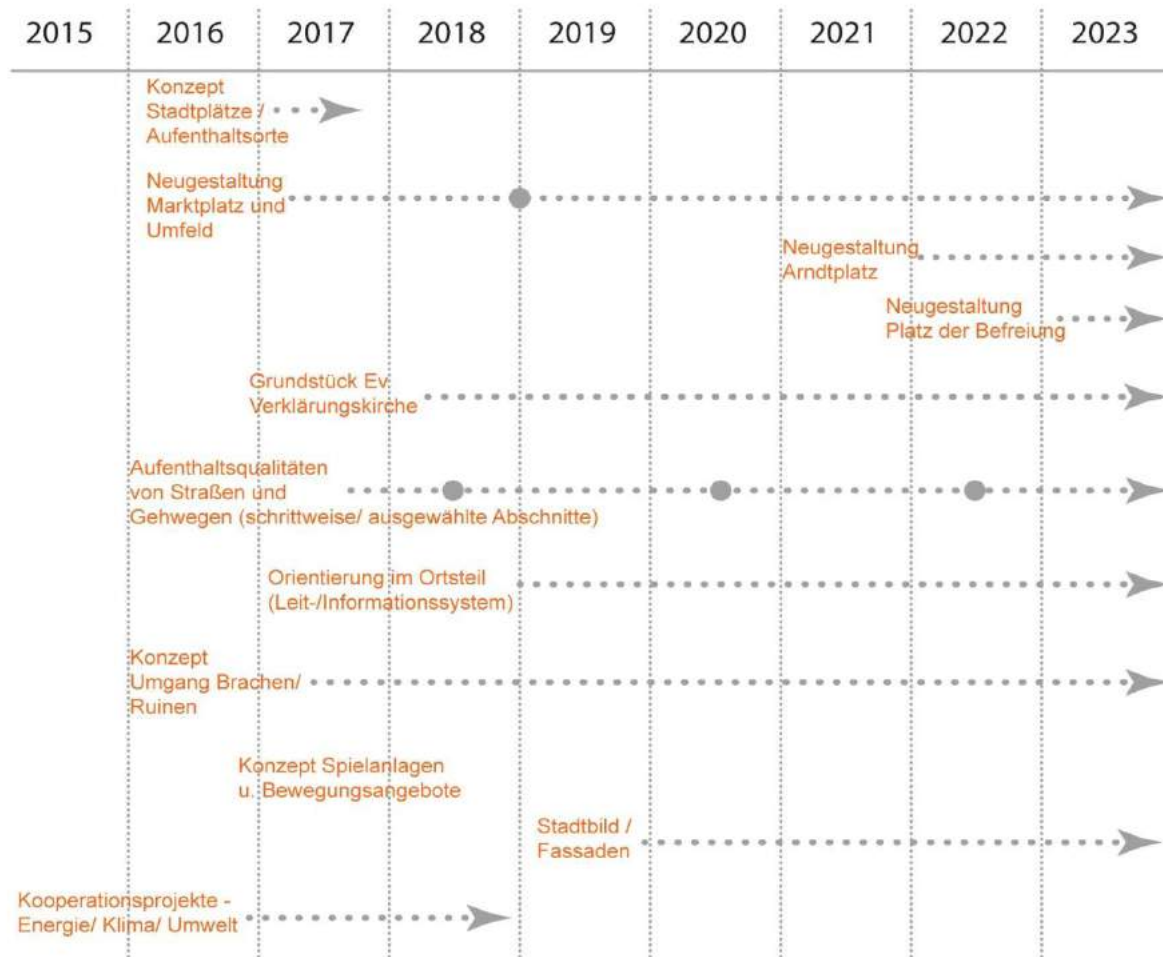 2015 2016 2017 2018 2019 2020 2021 2022 2023
Konzept
Stadtplätze /
Aufenthaltsorte
Neugestaltung
Marktplatz und
Umfeld
Neugestaltung
Arndtplatz
Neugestaltung
Platz der Befreiung
Grundstück Ev
Verklärungskirche
Aufenthaltsqualitäten
von Straßen und
Gehwegen (schrittweise/ ausgewählte Abschnitte)
Orientierung im Ortsteil
(Leit-/Informationssystem)
Konzept
Umgang Brachen/
Ruinen
Konzept Spielanlagen
u. Bewegungsangebote
Stadtbild /
Fassaden
Kooperationsprojekte -
Energie/ Klima/ Umwelt